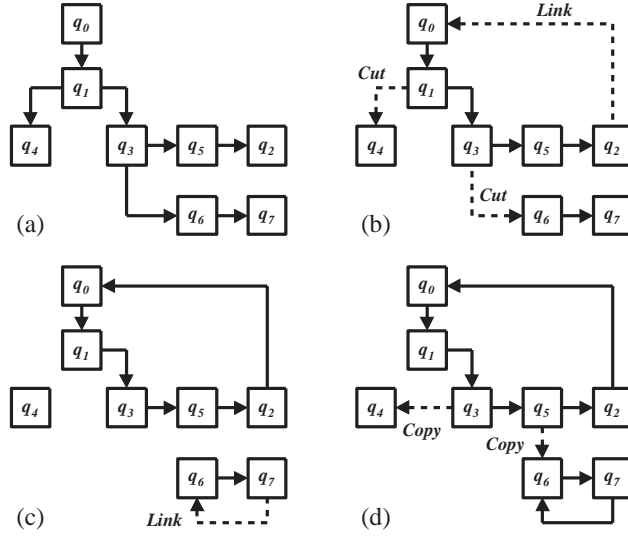 q0
q1
q4 q3 q5 q2
q6 q7
(a)
Link
q0
Cut
q1
q4 q3 q5 q2
Cut
q6 q7
(b)
q0
q1
q4 q3 q5 q2
q6 q7
Link
(c)
q0
q1
q4 q3 q5 q2
Copy
Copy
q6 q7
(d)